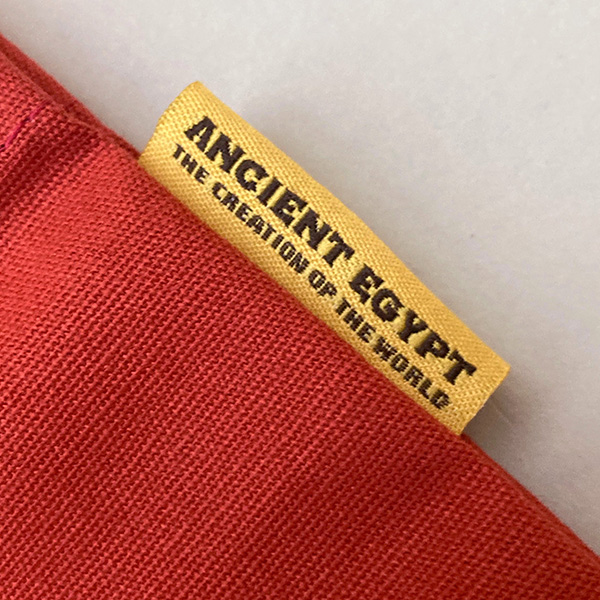 ANCIENT EGYPT
THE CREATION OF THE WORLD